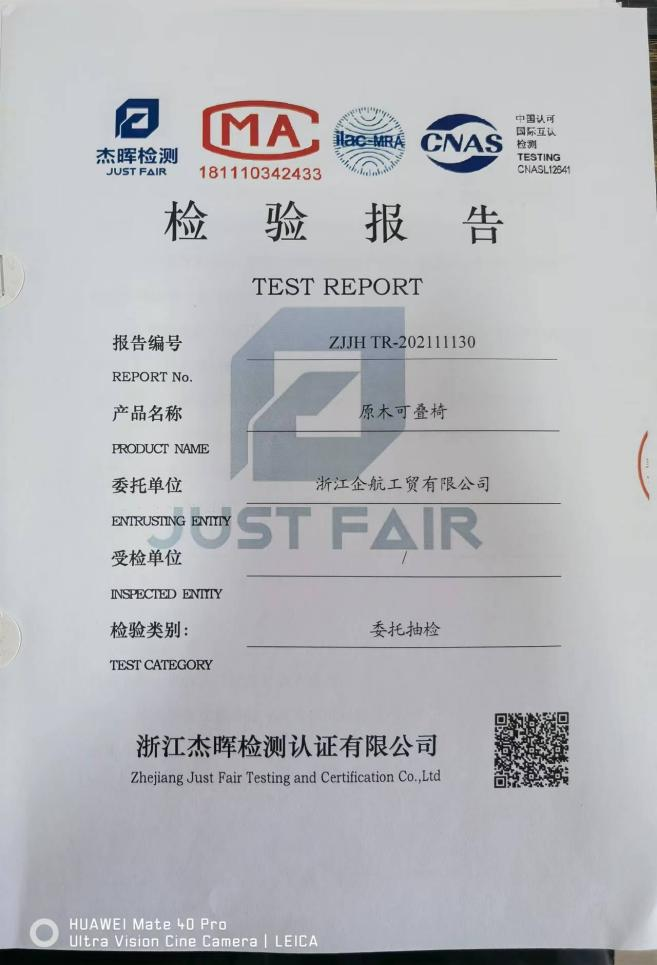 杰晖检测
JUST FAIR
MA
181110342433
ilac-MRA
CNAS
中国认可
国际互认
检测
TESTING
CNASL12641
检验报告
TEST REPORT
报告编号 ZJJH TR-202111130
REPORT No.
产品名称 原木可叠椅
PRODUCT NAME
委托单位 浙江企航工贸有限公司
ENTRUSTING ENTITY
JUST FAIR
受检单位 /
INSPECTED ENTITY
检验类别: 委托抽检
TEST CATEGORY
浙江杰晖检测认证有限公司
Zhejiang Just Fair Testing and Certification Co.,Ltd
HUAWEI Mate 40 Pro
Ultra Vision Cine Camera | LEICA